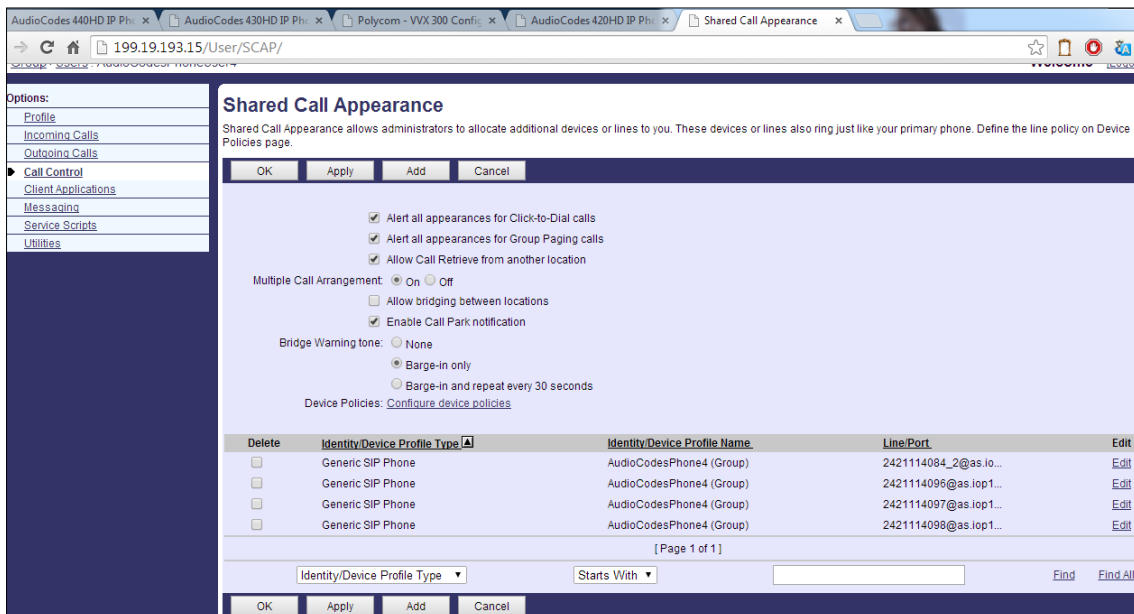 AudioCodes 440HD IP Pho AudioCodes 430HD IP Pho Polycom - VVX 300 Config AudioCodes 420HD IP Pho Shared Call Appearance
199.19.193.15/User/SCAP/
Options:
Profile
Incoming Calls
Outgoing Calls
Call Control
Client Applications
Messaging
Service Scripts
Utilities
Shared Call Appearance
Shared Call Appearance allows administrators to allocate additional devices or lines to you. These devices or lines also ring just like your primary phone. Define the line policy on Device
Policies page.
OK Apply Add Cancel
Alert all appearances for Click-to-Dial calls
Alert all appearances for Group Paging calls
Allow Call Retrieve from another location
Multiple Call Arrangement: On Off
Allow bridging between locations
Enable Call Park notification
Bridge Warning tone: None
Barge-in only
Barge-in and repeat every 30 seconds
Device Policies: Configure device policies
Delete Identity/Device Profile Type Identity/Device Profile Name Line/Port Edit
Generic SIP Phone AudioCodesPhone4 (Group) 2421114084_2@as.io... Edit
Generic SIP Phone AudioCodesPhone4 (Group) 2421114096@as.iop1... Edit
Generic SIP Phone AudioCodesPhone4 (Group) 2421114097@as.iop1... Edit
Generic SIP Phone AudioCodesPhone4 (Group) 2421114098@as.iop1... Edit
[ Page 1 of 1 ]
Identity/Device Profile Type Starts With Find Find All
OK Apply Add Cancel